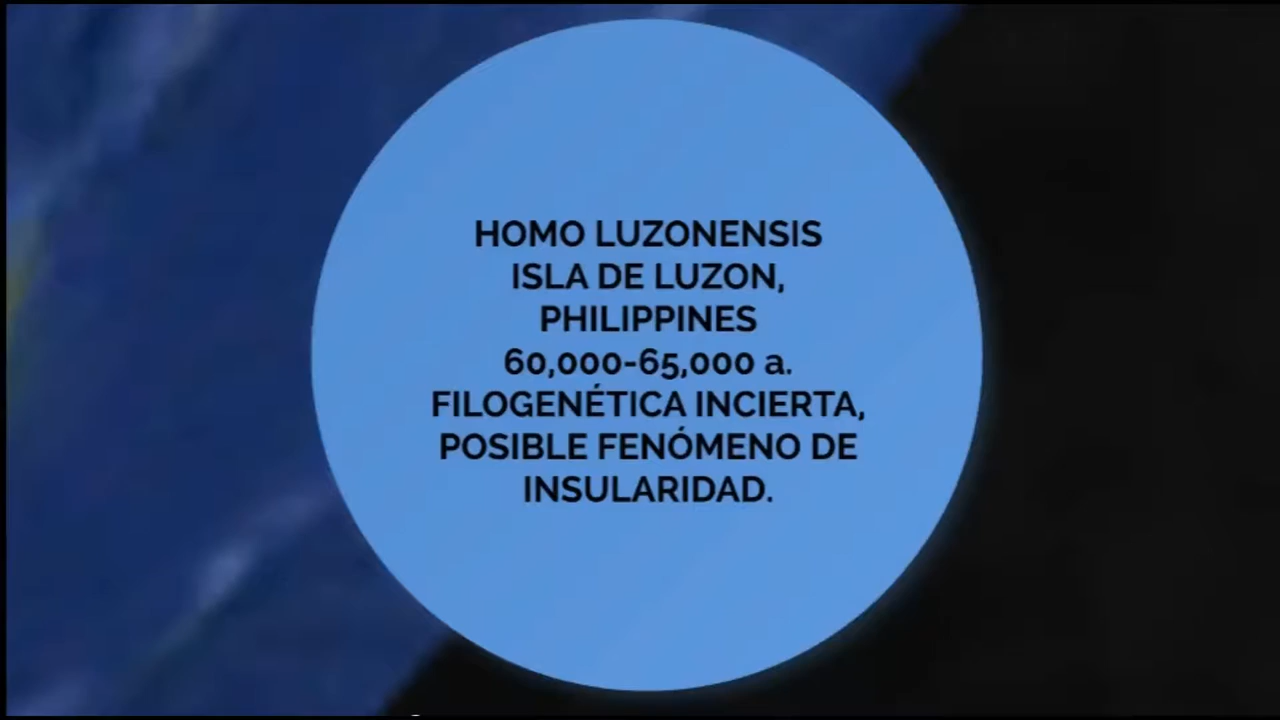 HOMO LUZONENSIS
ISLA DE LUZON,
PHILIPPINES
60,000-65,000 a.
FILOGENÉTICA INCIERTA,
POSIBLE FENÓMENO DE
INSULARIDAD.